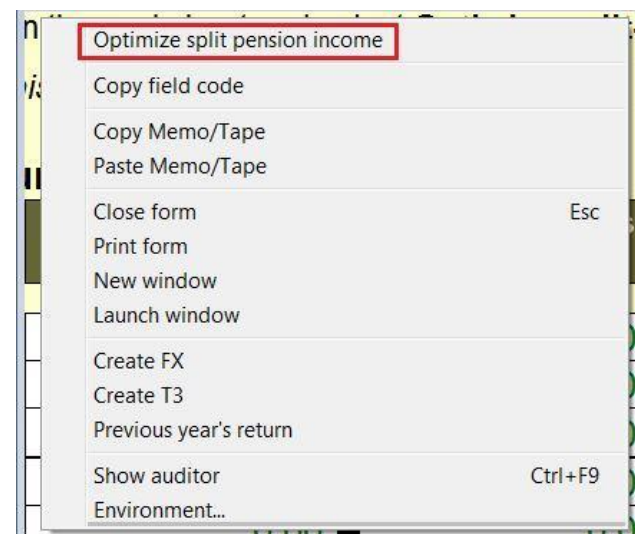 Optimize split pension income
Copy field code
Copy Memo/Tape
Paste Memo/Tape
Close form Esc
Print form
New window
Launch window
Create FX
Create T3
Previous year's return
Show auditor Ctrl+F9
Environment...